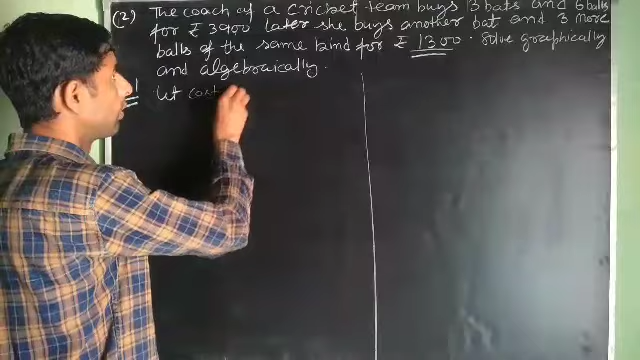 (2) The coach of a cricket team buys 3 bats and 6 balls
for ₹ 3900 later she buys another bat and 3 more
balls of the same kind for ₹ 1300. Solve graphically
and algebraically.
let cost